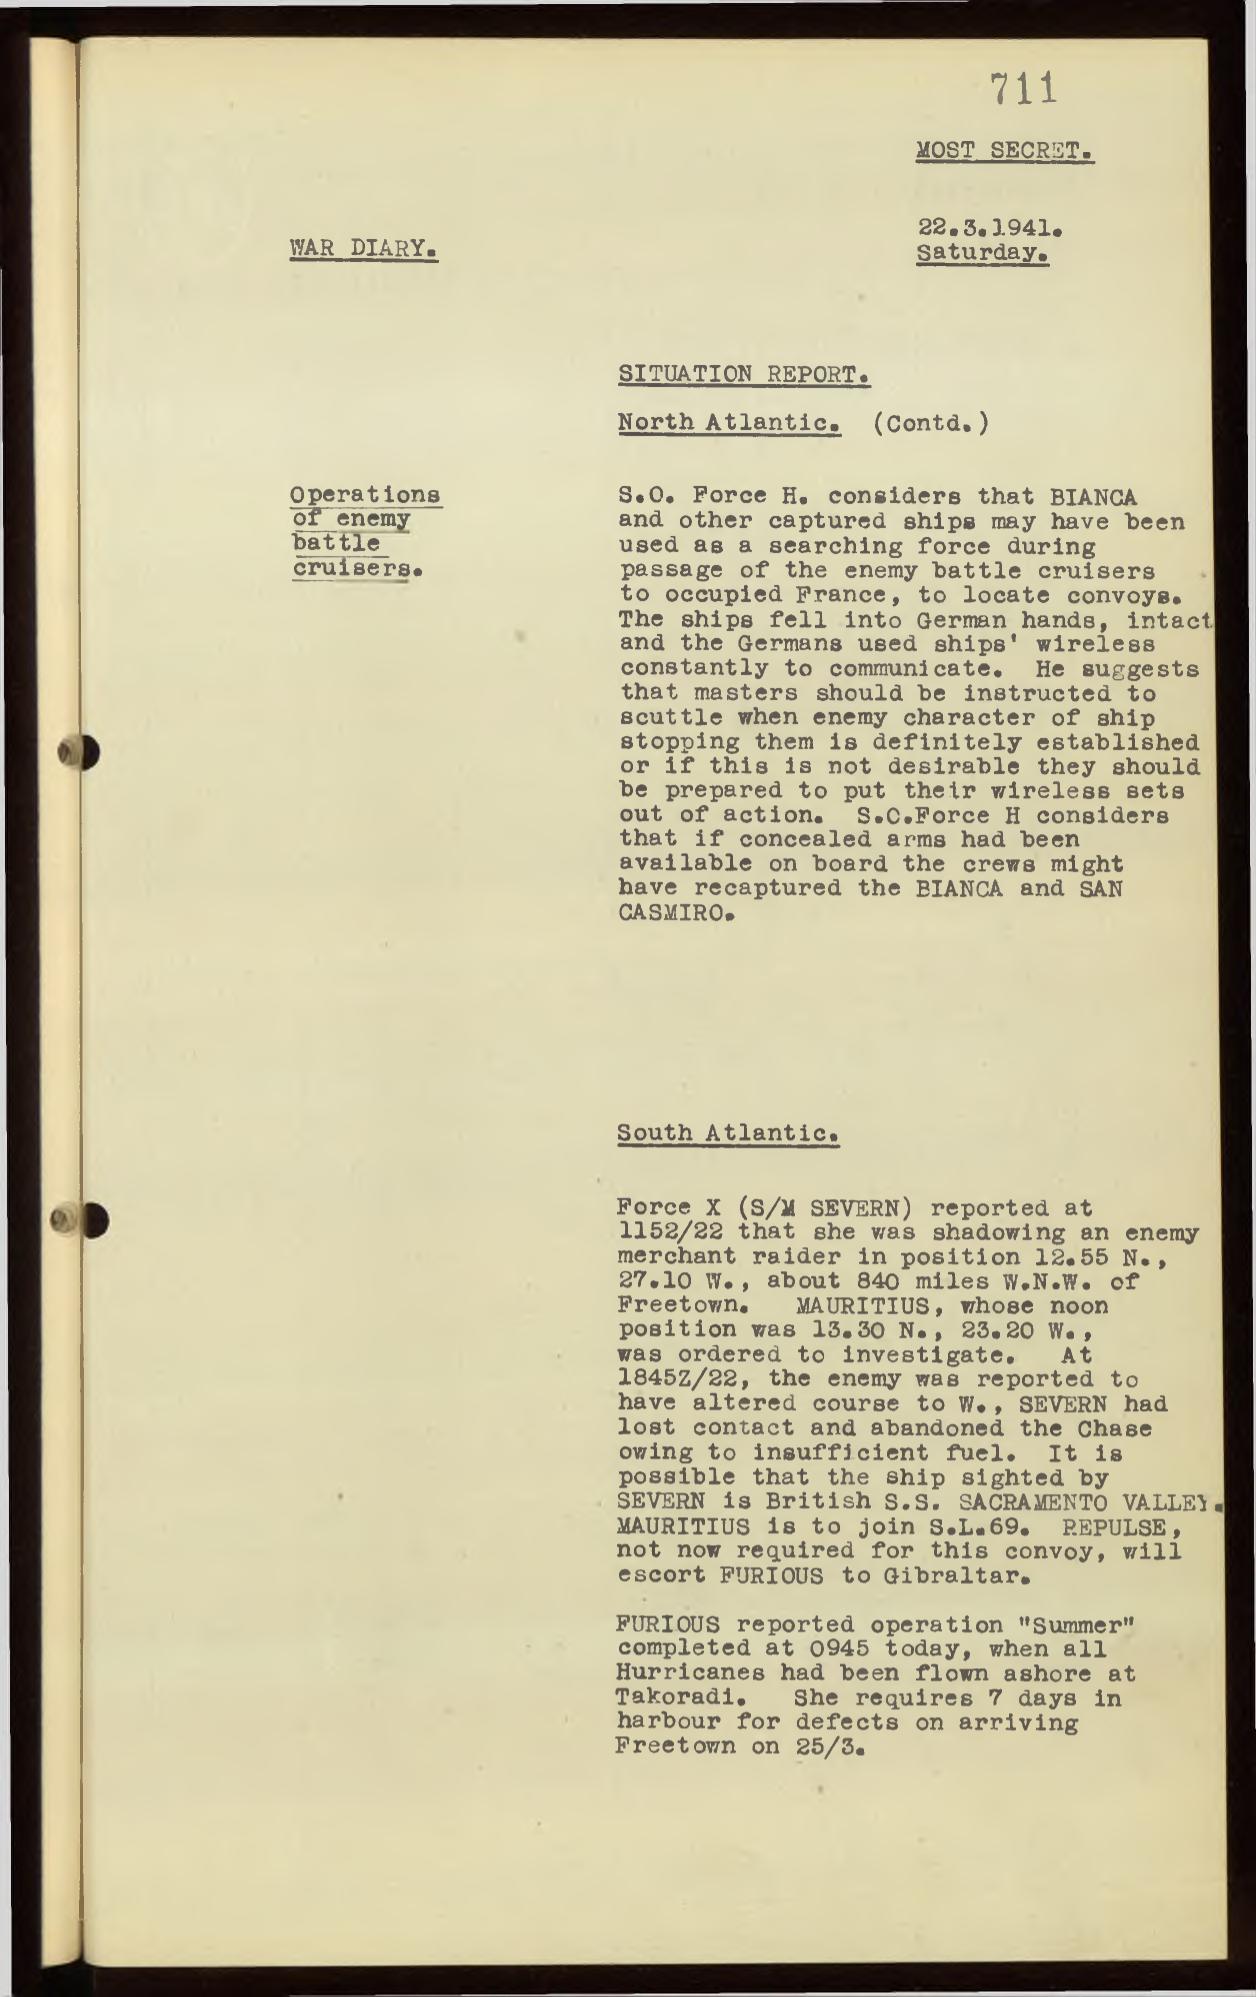 711
MOST SECRET.
22.3.1941.
Saturday.
WAR DIARY.
SITUATION REPORT.
North Atlantic. (Contd.)
Operations
of enemy
battle
cruisers.
S.O. Force H. considers that BIANCA
and other captured ships may have been
used as a searching force during
passage of the enemy battle cruisers
to occupied France, to locate convoys.
The ships fell into German hands, intact
and the Germans used ships' wireless
constantly to communicate. He suggests
that masters should be instructed to
scuttle when enemy character of ship
stopping them is definitely established
or if this is not desirable they should
be prepared to put their wireless sets
out of action. S.O.Force H considers
that if concealed arms had been
available on board the crews might
have recaptured the BIANCA and SAN
CASMIRO.
South Atlantic.
Force X (S/M SEVERN) reported at
1152/22 that she was shadowing an enemy
merchant raider in position 12.55 N.,
27.10 W., about 840 miles W.N.W. of
Freetown. MAURITIUS, whose noon
position was 13.30 N., 23.20 W.,
was ordered to investigate. At
1845Z/22, the enemy was reported to
have altered course to W., SEVERN had
lost contact and abandoned the Chase
owing to insufficient fuel. It is
possible that the ship sighted by
SEVERN is British S.S. SACRAMENTO VALLEY.
MAURITIUS is to join S.L.69. REPULSE,
not now required for this convoy, will
escort FURIOUS to Gibraltar.
FURIOUS reported operation "Summer"
completed at 0945 today, when all
Hurricanes had been flown ashore at
Takoradi. She requires 7 days in
harbour for defects on arriving
Freetown on 25/3.